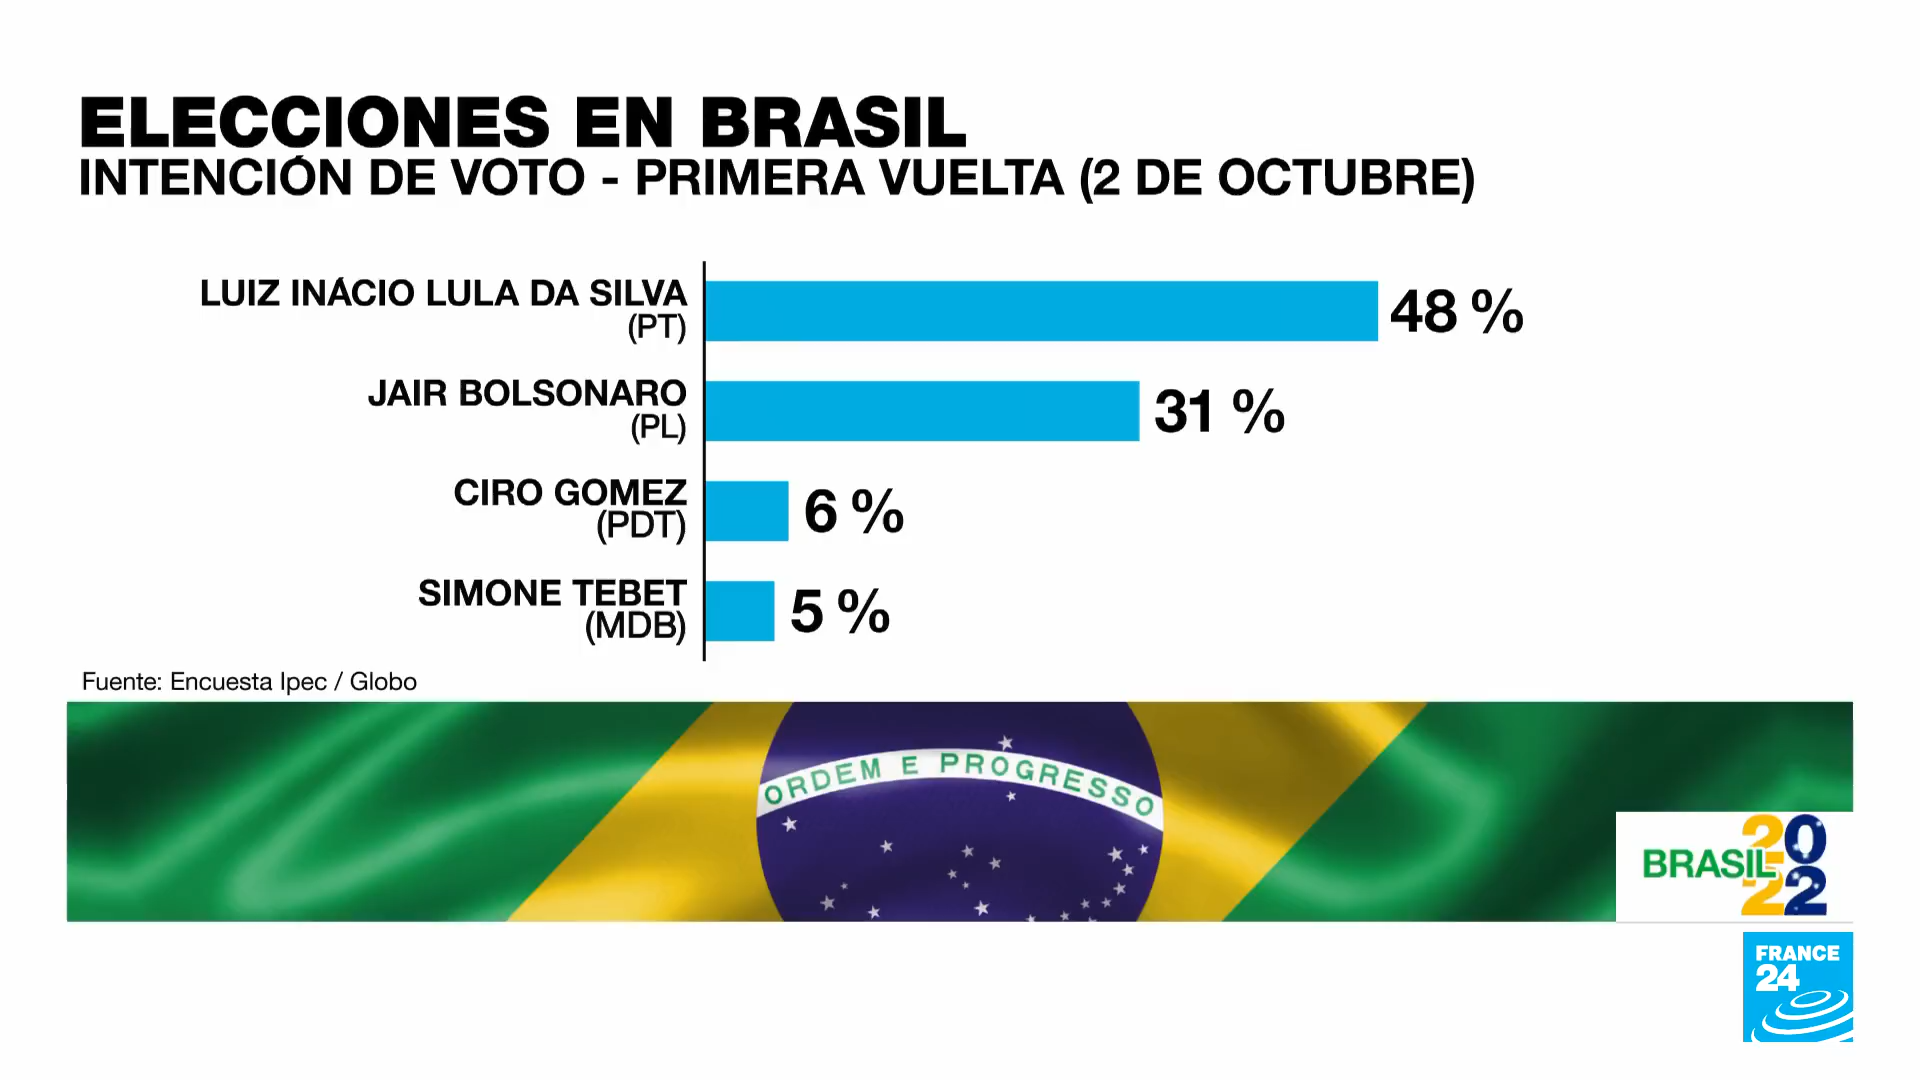 ELECCIONES EN BRASIL
INTENCIÓN DE VOTO - PRIMERA VUELTA (2 DE OCTUBRE)
LUIZ INÁCIO LULA DA SILVA
(PT)
48 %
JAIR BOLSONARO
(PL)
31 %
CIRO GOMEZ
(PDT)
6 %
SIMONE TEBET
(MDB)
5 %
Fuente: Encuesta Ipec / Globo
ORDEM E PROGRESSO
BRASIL 20
22
FRANCE
24